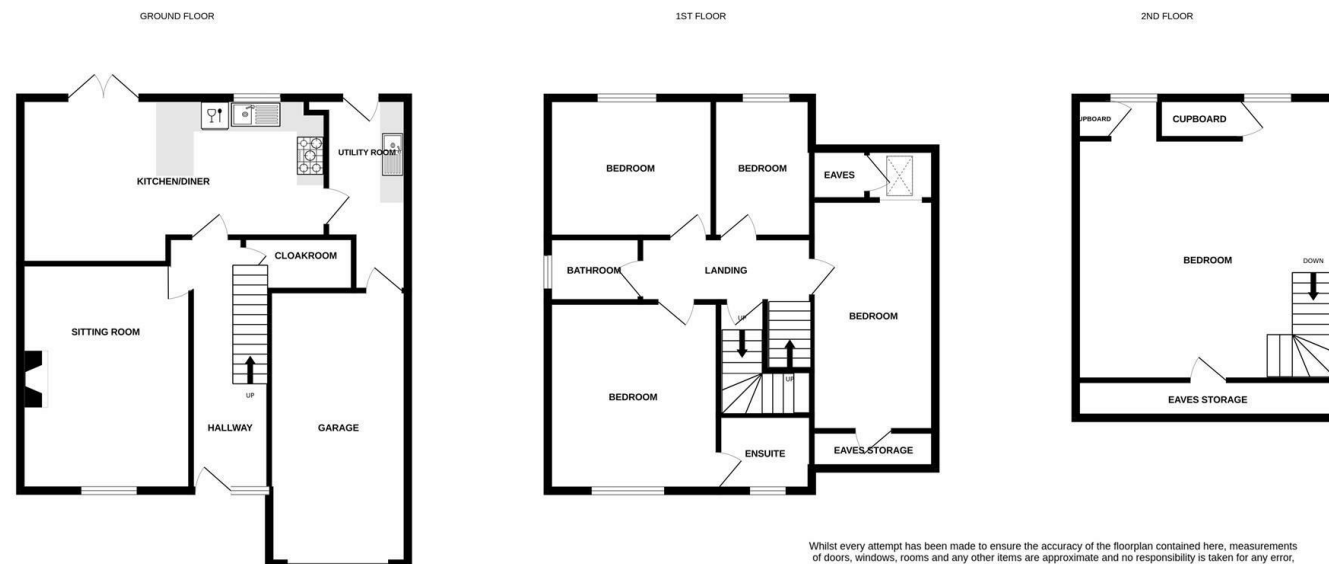 GROUND FLOOR
1ST FLOOR
2ND FLOOR
KITCHEN/DINER
UTILITY ROOM
CLOAKROOM
SITTING ROOM
UP
HALLWAY
GARAGE
BEDROOM
BEDROOM
EAVES
BATHROOM
LANDING
UP
BEDROOM
UP
BEDROOM
ENSUITE
EAVES STORAGE
UPBOARD
CUPBOARD
BEDROOM
DOWN
EAVES STORAGE
Whilst every attempt has been made to ensure the accuracy of the floorplan contained here, measurements
of doors, windows, rooms and any other items are approximate and no responsibility is taken for any error,